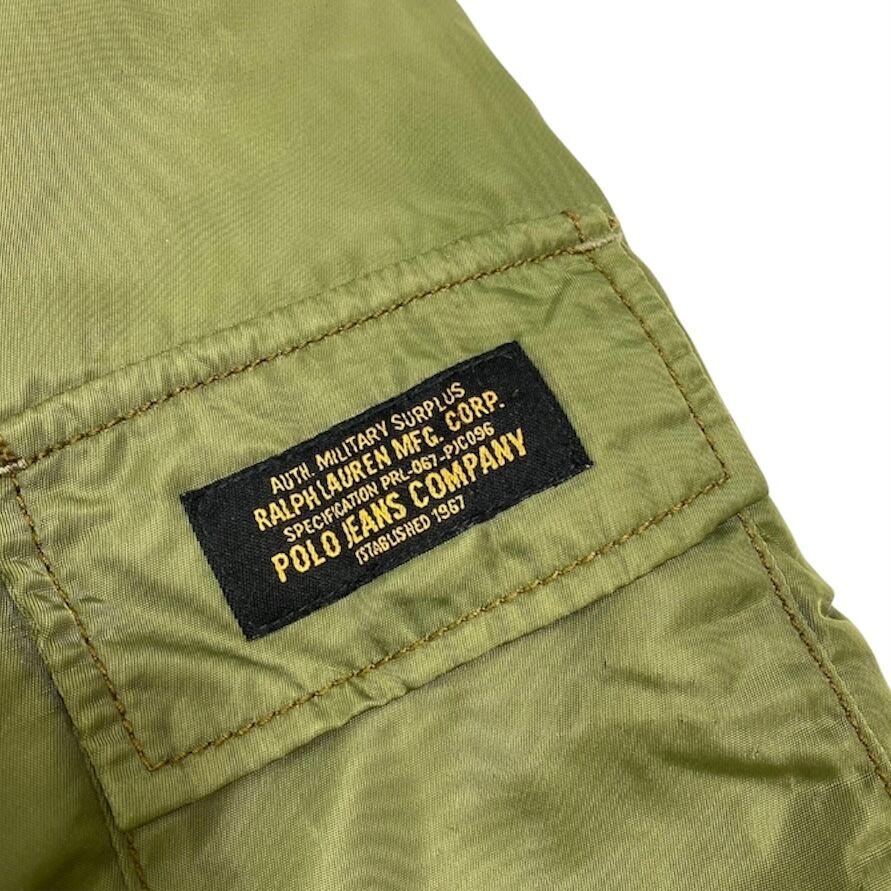 AUTH. MILITARY SURPLUS
RALPH LAUREN MFG. CORP.
SPECIFICATION PRL-067-PJC096
POLO JEANS COMPANY
ESTABLISHED 1967